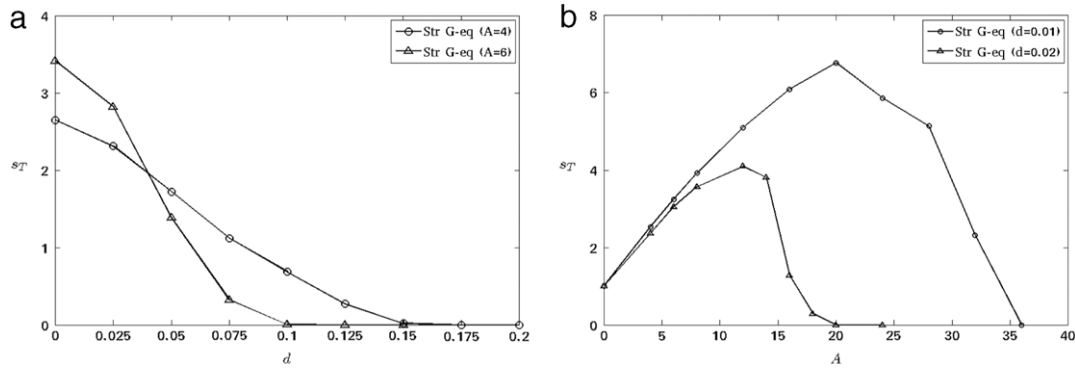 a
4
3
2
1
0
s_T
0 0.025 0.05 0.075 0.1 0.125 0.15 0.175 0.2
d
Str G-eq (A=4)
Str G-eq (A=6)
b
8
6
4
2
0
s_T
0 5 10 15 20 25 30 35 40
A
Str G-eq (d=0.01)
Str G-eq (d=0.02)